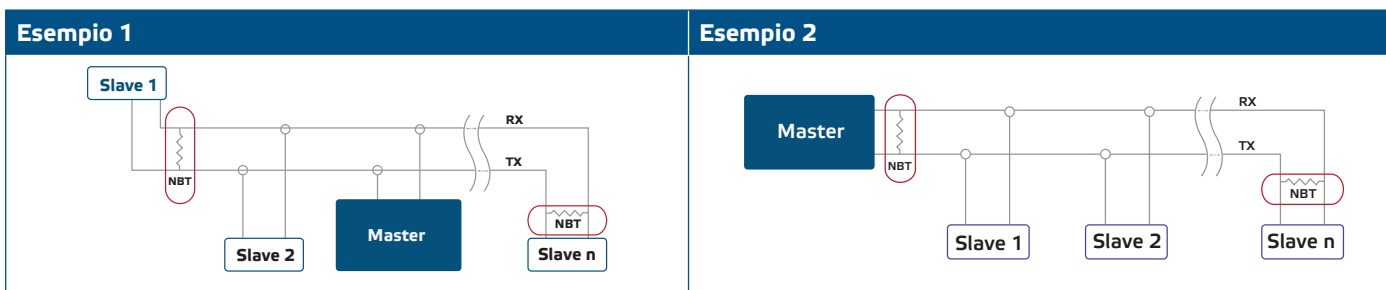 Esempio 1
Slave 1
RX
TX
NBT
NBT
Master
Slave 2
Slave n
Esempio 2
Master
RX
TX
NBT
NBT
Slave 1
Slave 2
Slave n